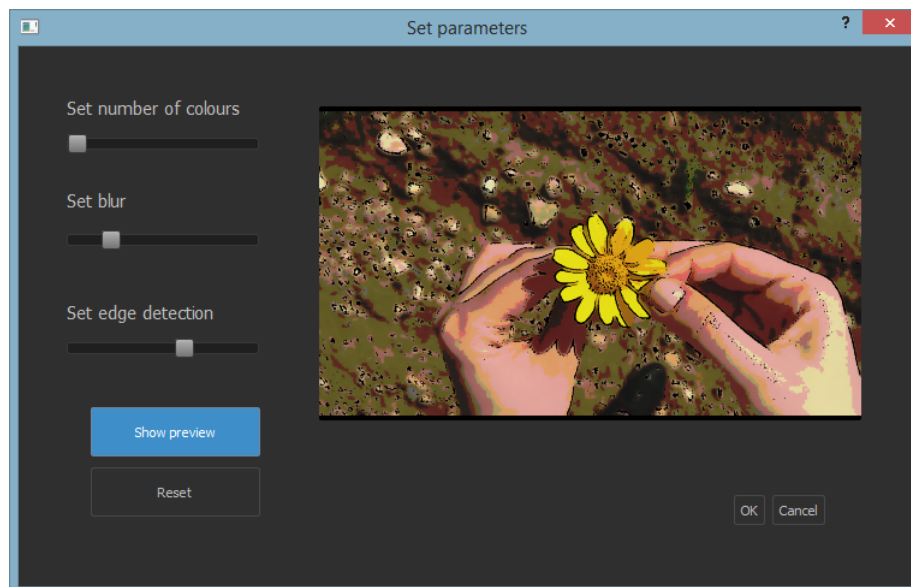 Set parameters
?
Set number of colours
Set blur
Set edge detection
Show preview
Reset
OK
Cancel